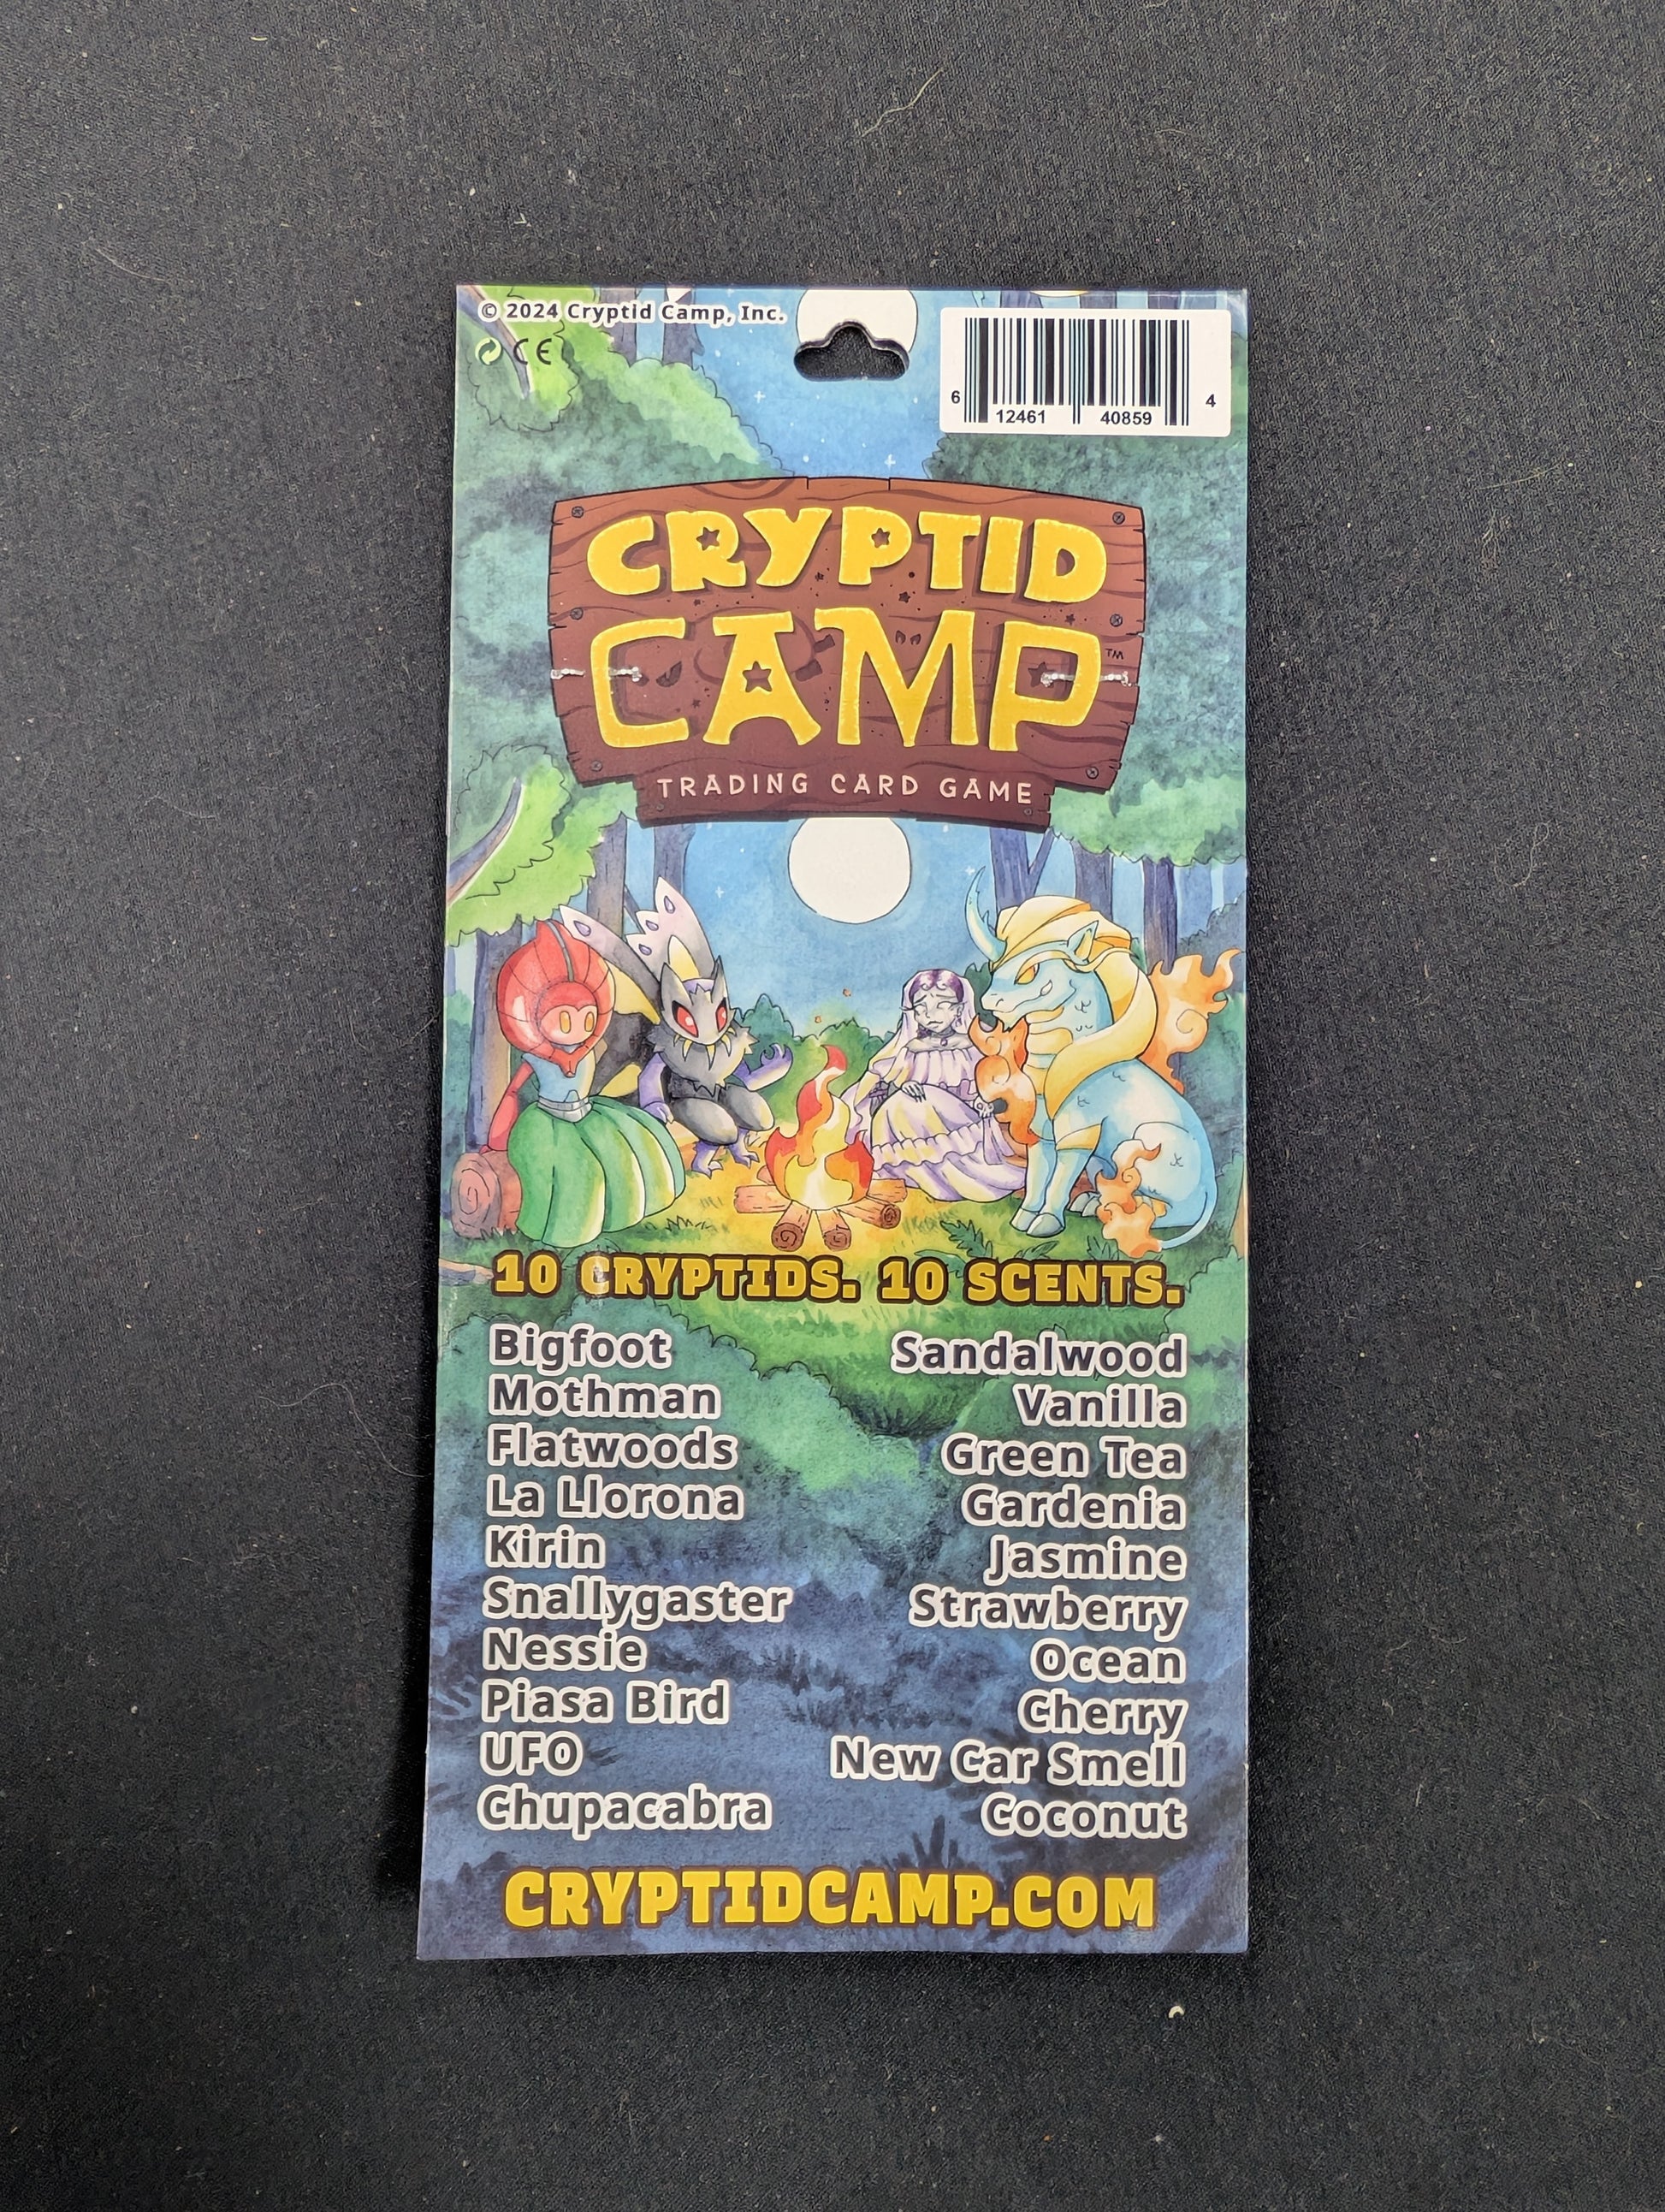 © 2024 Cryptid Camp, Inc.
CE
6 12461 40859 4
CRYPTID
CAMP™
TRADING CARD GAME
10 CRYPTIDS. 10 SCENTS.
Bigfoot Sandalwood
Mothman Vanilla
Flatwoods Green Tea
La Llorona Gardenia
Kirin Jasmine
Snallygaster Strawberry
Nessie Ocean
Piasa Bird Cherry
UFO New Car Smell
Chupacabra Coconut
CRYPTIDCAMP.COM